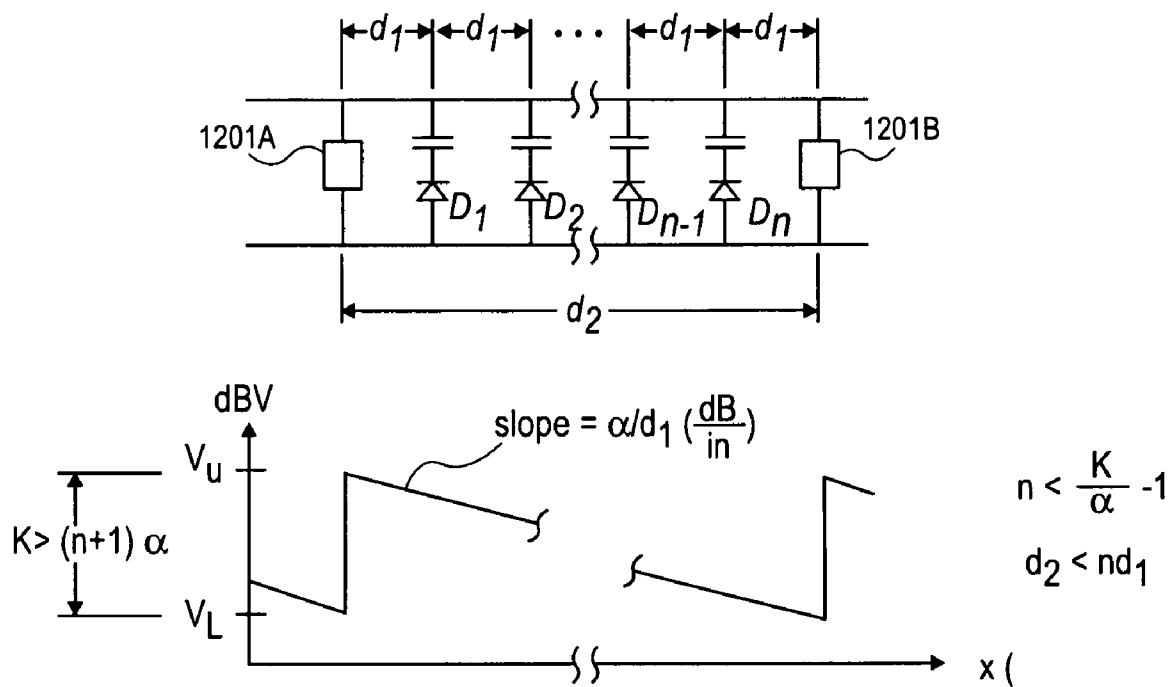 d1 d1 ... d1 d1
1201A 1201B
D1 D2 Dn-1 Dn
d2
dBV
slope = α/d1 (dB/in)
Vu
n < K/α -1
K> (n+1) α
d2 < nd1
VL
x (